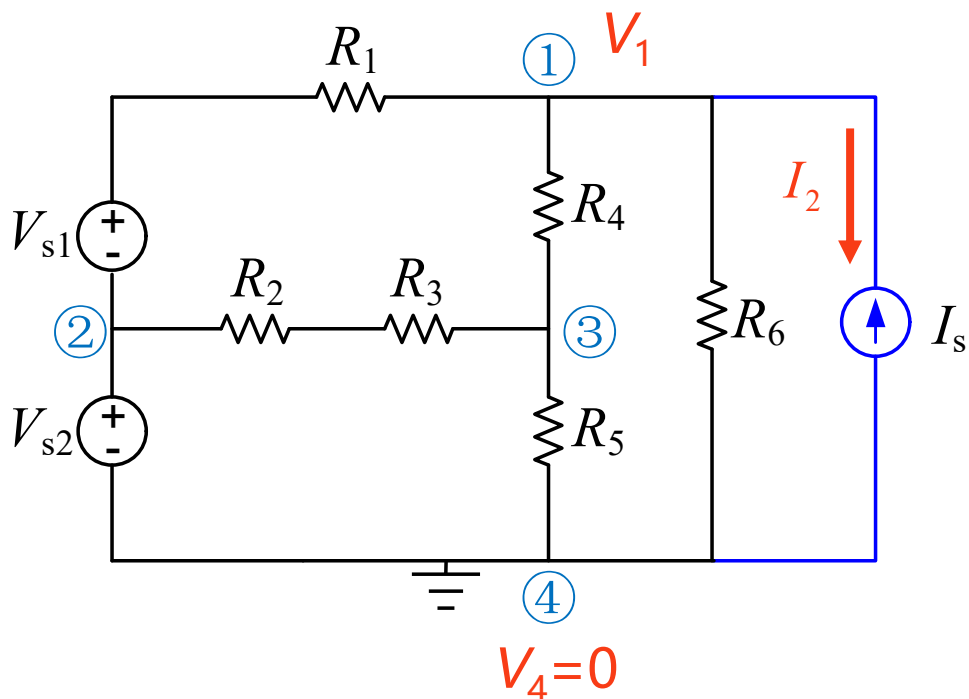 R1
①
V1
Vs1
+
-
R4
I2
R2
R3
②
③
R6
Is
Vs2
+
-
R5
④
V4=0